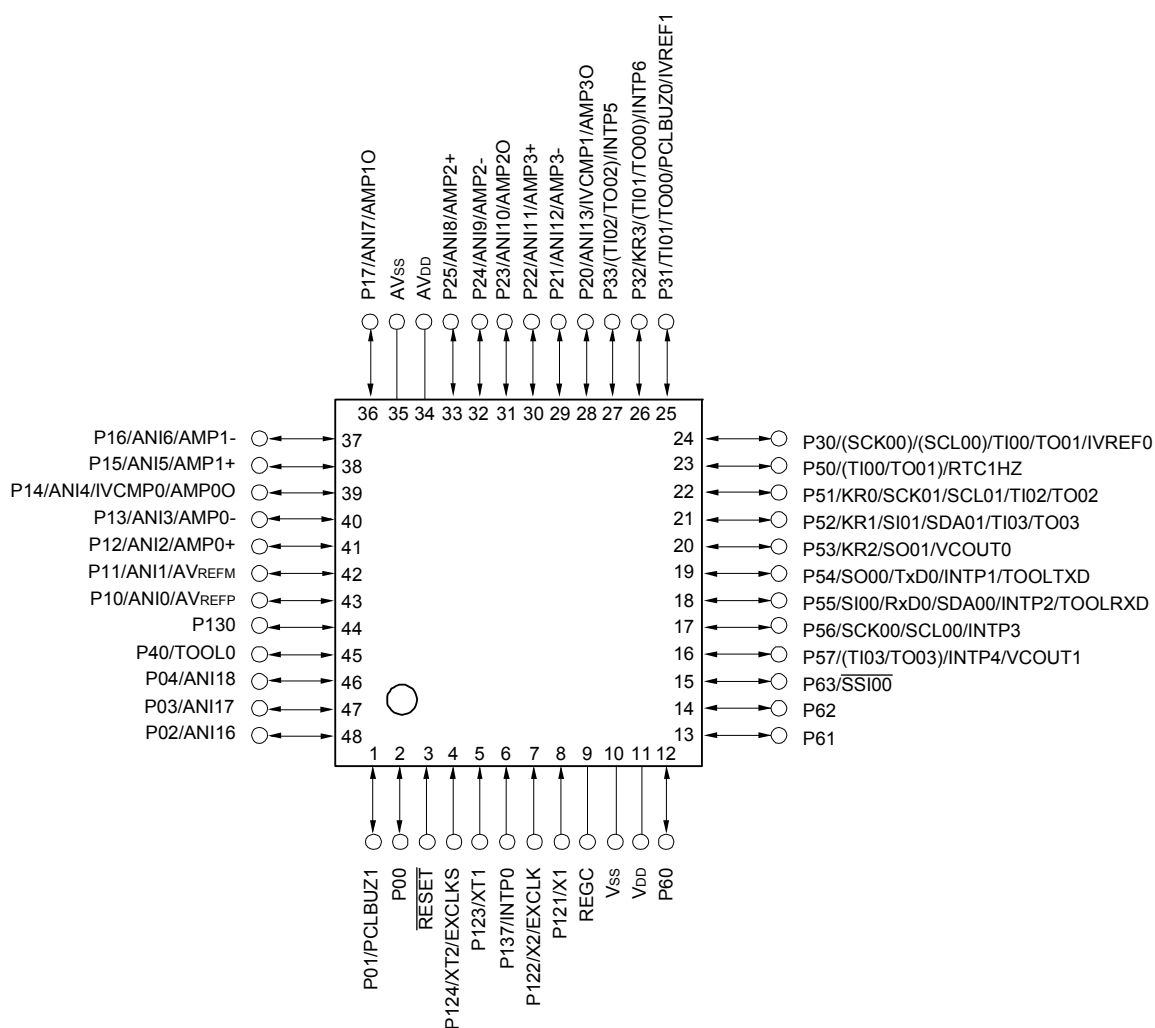 P17/ANI7/AMP1O
AVSS
AVDD
P25/ANI8/AMP2+
P24/ANI9/AMP2-
P23/ANI10/AMP2O
P22/ANI11/AMP3+
P21/ANI12/AMP3-
P20/ANI13/IVCMP1/AMP3O
P33/(TI02/TO02)/INTP5
P32/KR3/(TI01/TO00)/INTP6
P31/TI01/TO00/PCLBUZ0/IVREF1
36 35 34 33 32 31 30 29 28 27 26 25
P16/ANI6/AMP1- 37
P15/ANI5/AMP1+ 38
P14/ANI4/IVCMP0/AMP0O 39
P13/ANI3/AMP0- 40
P12/ANI2/AMP0+ 41
P11/ANI1/AVREFM 42
P10/ANI0/AVREFP 43
P130 44
P40/TOOL0 45
P04/ANI18 46
P03/ANI17 47
P02/ANI16 48
24 P30/(SCK00)/(SCL00)/TI00/TO01/IVREF0
23 P50/(TI00/TO01)/RTC1HZ
22 P51/KR0/SCK01/SCL01/TI02/TO02
21 P52/KR1/SI01/SDA01/TI03/TO03
20 P53/KR2/SO01/VCOUT0
19 P54/SO00/TxD0/INTP1/TOOLTXD
18 P55/SI00/RxD0/SDA00/INTP2/TOOLRXD
17 P56/SCK00/SCL00/INTP3
16 P57/(TI03/TO03)/INTP4/VCOUT1
15 P63/SSI00
14 P62
13 P61
1 2 3 4 5 6 7 8 9 10 11 12
P01/PCLBUZ1
P00
RESET
P124/XT2/EXCLKS
P123/XT1
P137/INTP0
P122/X2/EXCLK
P121/X1
REGC
VSS
VDD
P60